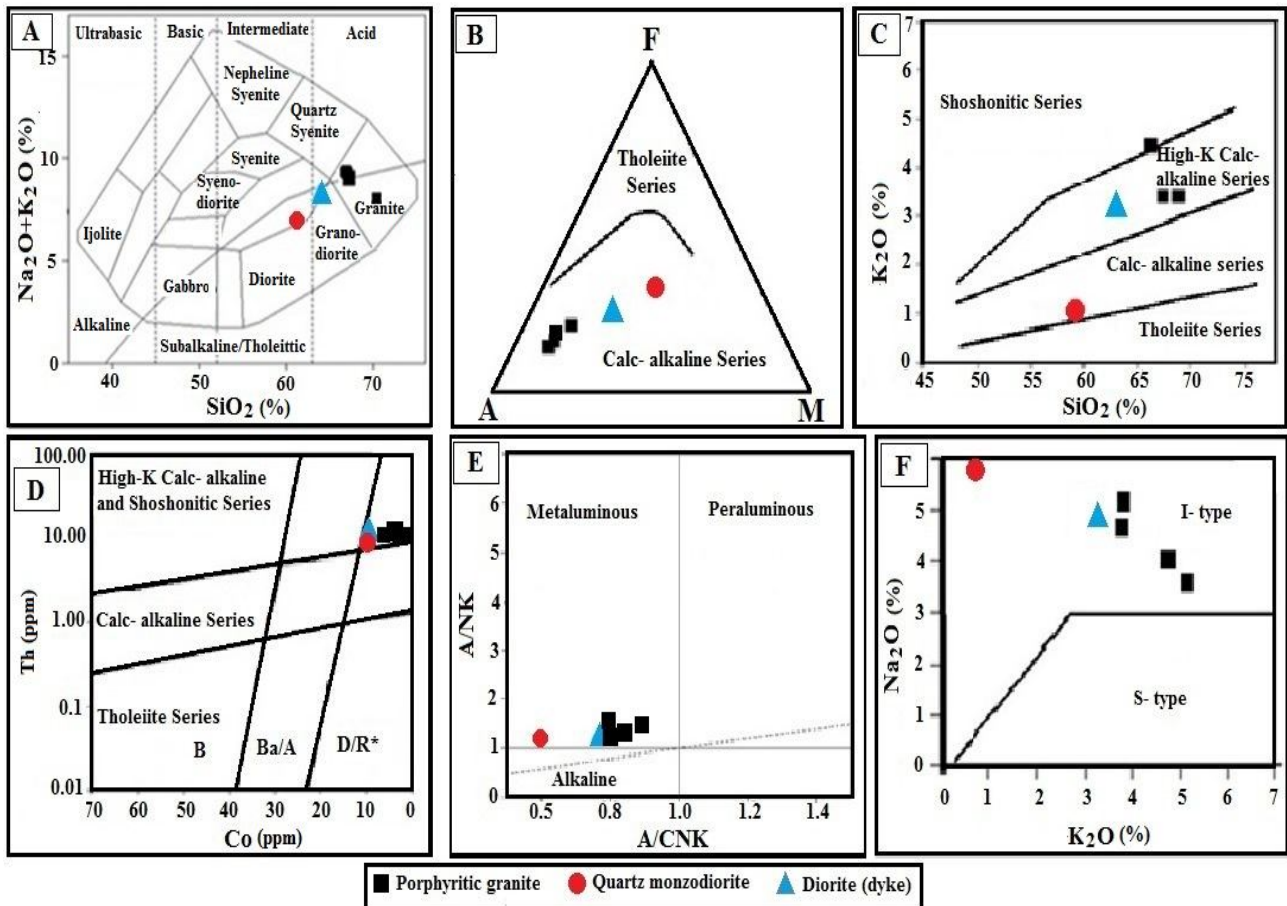 A
Ultrabasic
Basic
Intermediate
Acid
Nepheline
Syenite
Quartz
Syenite
Syenite
Syeno-
diorite
Ijolite
Granite
Grano-
diorite
Gabbro
Diorite
Alkaline
Subalkaline/Tholeittic
15
10
5
0
40
50
60
70
Na₂O+K₂O (%)
SiO₂ (%)
B
F
Tholeiite
Series
Calc- alkaline Series
A
M
C
7
6
5
4
3
2
1
0
K₂O (%)
Shoshonitic Series
High-K Calc-
alkaline Series
Calc- alkaline series
Tholeiite Series
45
50
55
60
65
70
75
SiO₂ (%)
D
100.00
10.00
1.00
0.1
0.01
Th (ppm)
High-K Calc- alkaline
and Shoshonitic Series
Calc- alkaline Series
Tholeiite Series
B
Ba/A
D/R*
70
60
50
40
30
20
10
0
Co (ppm)
E
6
5
4
3
2
1
0
A/NK
Metaluminous
Peraluminous
Alkaline
0.5
0.8
1.0
1.2
1.4
A/CNK
F
5
4
3
2
1
0
Na₂O (%)
I- type
S- type
0
1
2
3
4
5
6
7
K₂O (%)
Porphyritic granite
Quartz monzodiorite
Diorite (dyke)